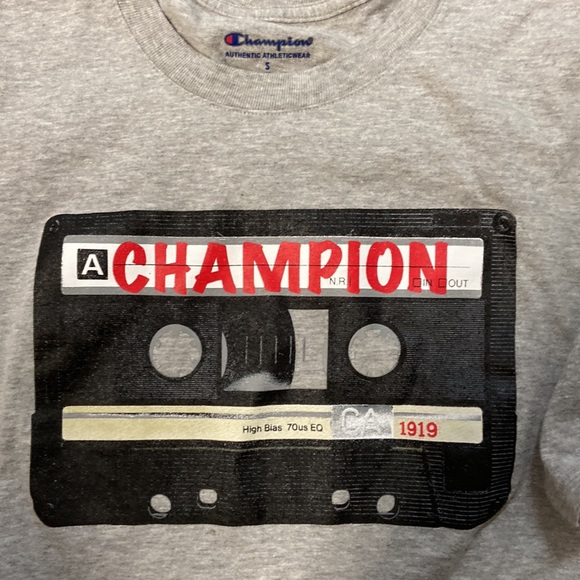 Champion
AUTHENTIC ATHLETICWEAR
S
A CHAMPION
N.R. IN OUT
High Bias 70us EQ CA 1919